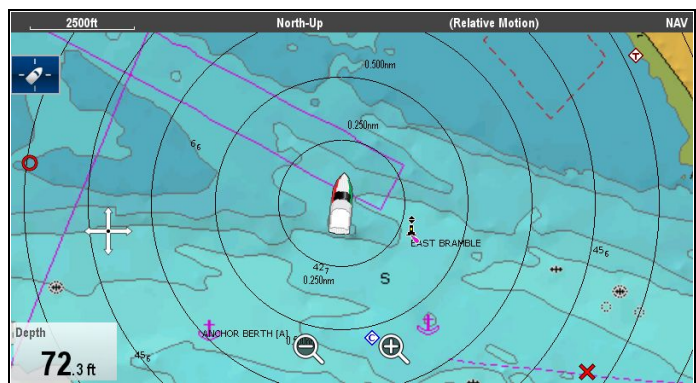 2500ft North-Up (Relative Motion) NAV
0.500nm
T
0.250nm
6₆
EAST BRAMBLE
45₆
42₇
S
0.250nm
ANCHOR BERTH [A]
C
Depth
45₆
72.3 ft